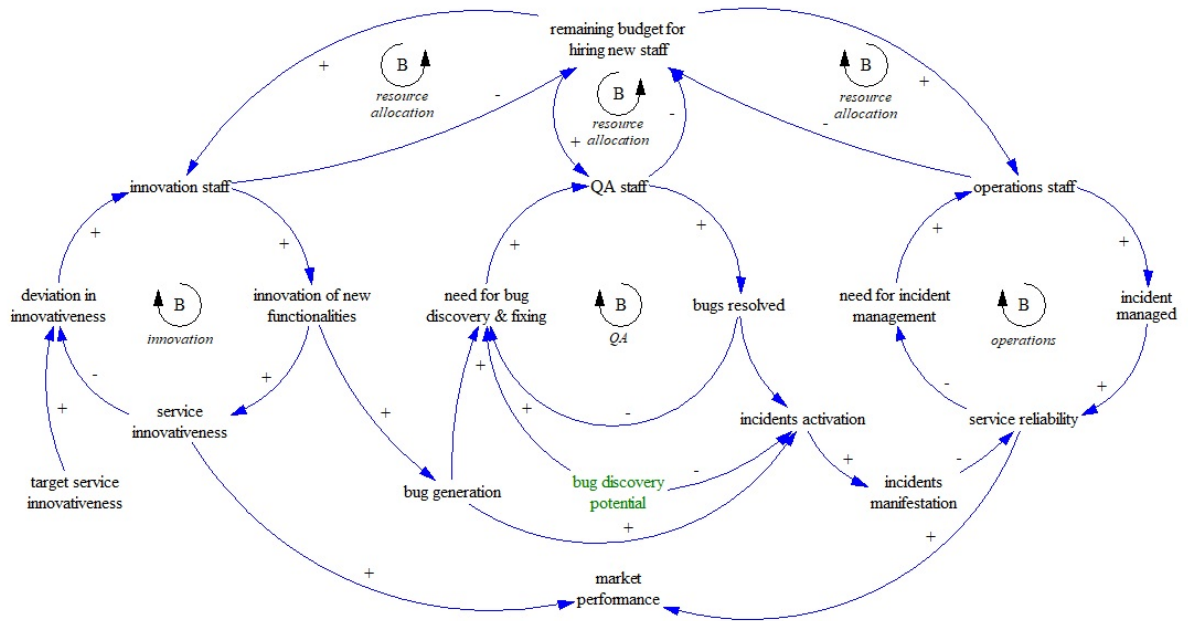 remaining budget for
hiring new staff
+
B
resource
allocation
-
B
resource
allocation
-
+
B
resource
allocation
+
-
innovation staff
QA staff
operations staff
+
+
+
+
+
+
deviation in
innovativeness
B
innovation
innovation of new
functionalities
need for bug
discovery & fixing
B
QA
bugs resolved
need for incident
management
B
operations
incident
managed
-
+
+
+
-
+
+
+
-
service
innovativeness
incidents activation
service reliability
target service
innovativeness
bug generation
bug discovery
potential
-
+
-
incidents
manifestation
+
+
+
market
performance